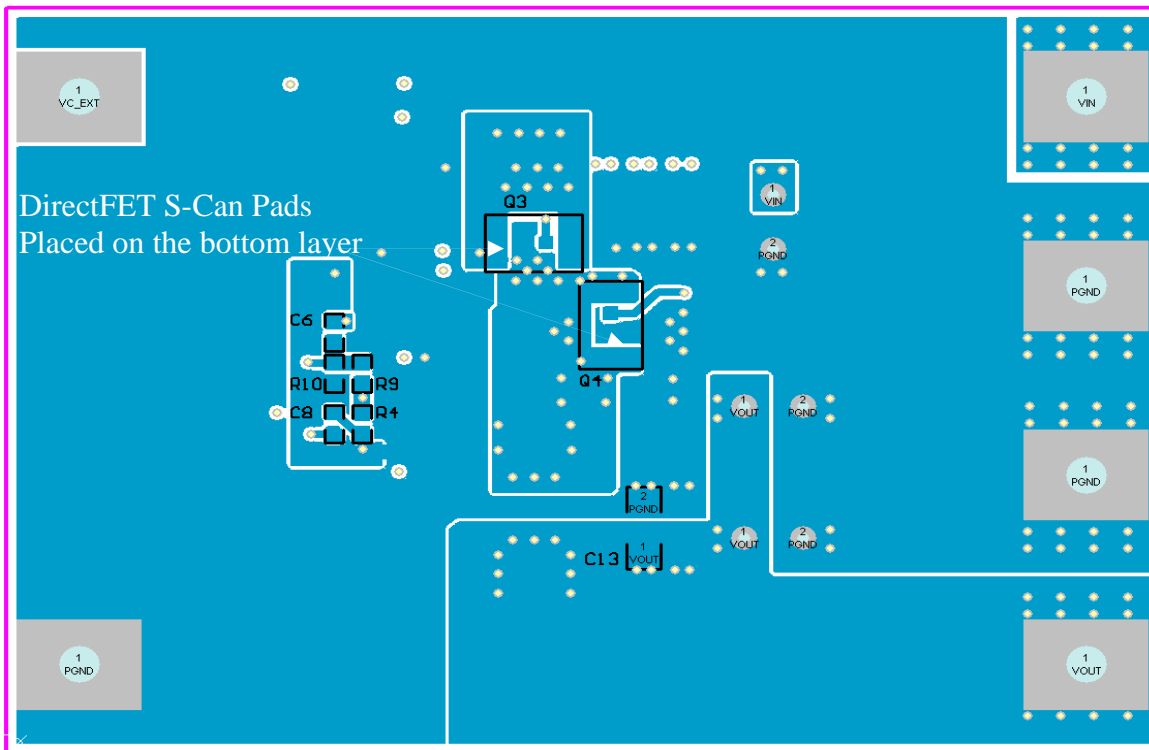 1
VC_EXT
1
VIN
DirectFET S-Can Pads
Placed on the bottom layer
Q3
1
VIN
2
PGND
1
PGND
C6
R10
R9
C8
R4
Q4
1
VOUT
2
PGND
1
PGND
2
PGND
C13
1
VOUT
1
VOUT
2
PGND
1
PGND
1
VOUT